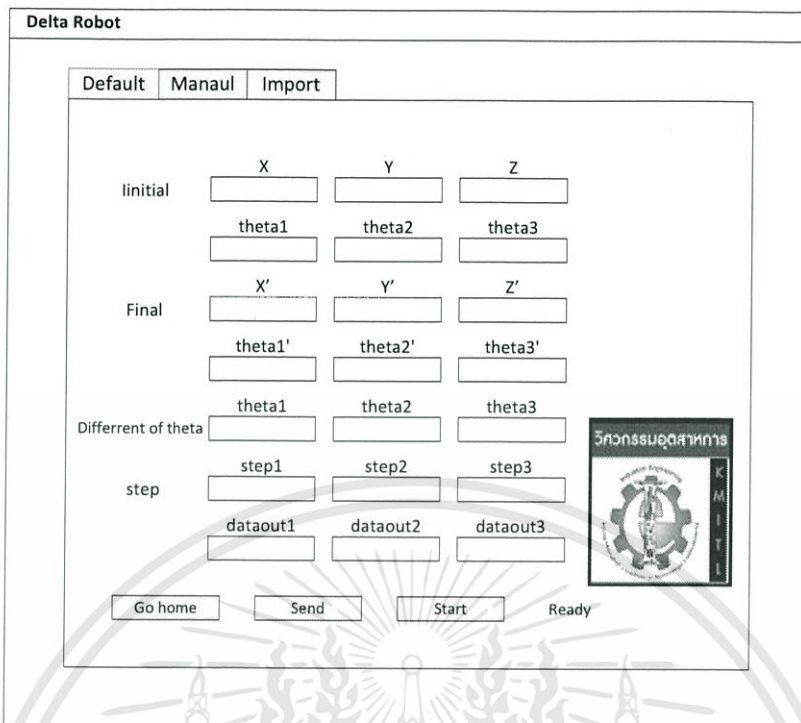 Delta Robot
Default Manaul Import
X Y Z
Iinitial
theta1 theta2 theta3
X' Y' Z'
Final
theta1' theta2' theta3'
theta1 theta2 theta3
Differrent of theta
step1 step2 step3
step
dataout1 dataout2 dataout3
วิศวกรรมอุตสาหการ
KMITL
Go home Send Start Ready